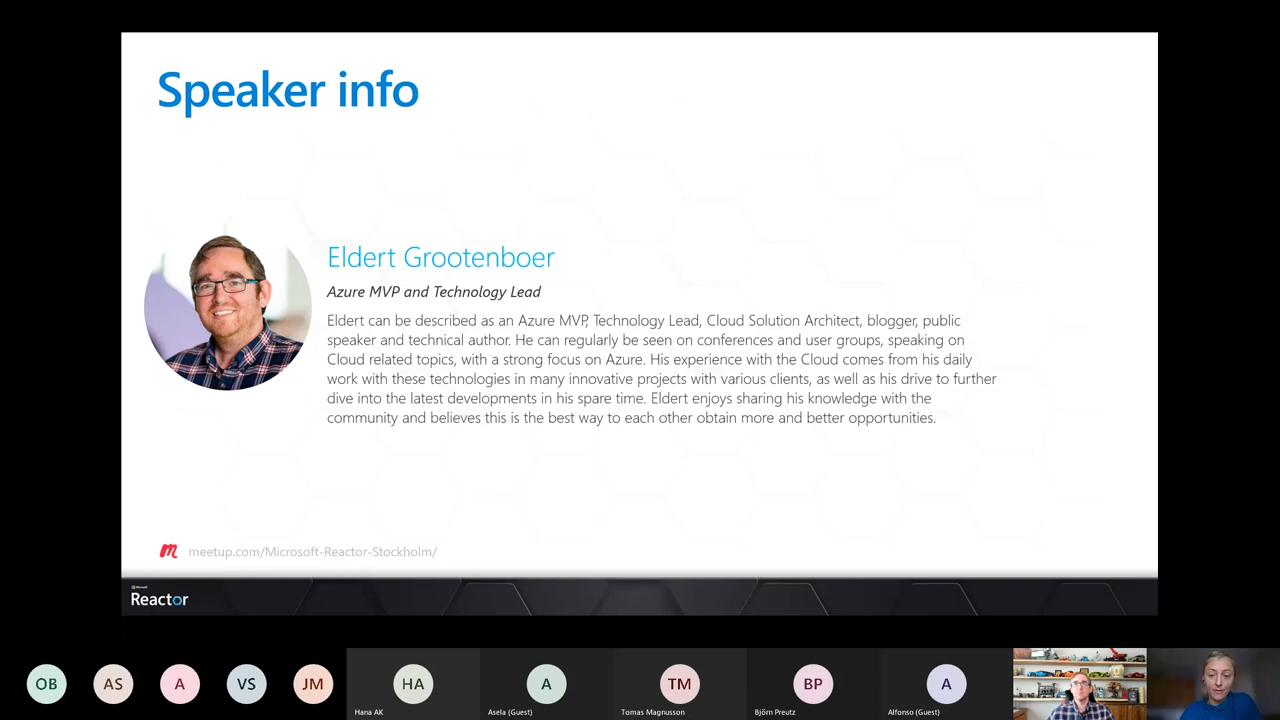 Speaker info
Eldert Grootenboer
Azure MVP and Technology Lead
Eldert can be described as an Azure MVP, Technology Lead, Cloud Solution Architect, blogger, public
speaker and technical author. He can regularly be seen on conferences and user groups, speaking on
Cloud related topics, with a strong focus on Azure. His experience with the Cloud comes from his daily
work with these technologies in many innovative projects with various clients, as well as his drive to further
dive into the latest developments in his spare time. Eldert enjoys sharing his knowledge with the
community and believes this is the best way to each other obtain more and better opportunities.
meetup.com/Microsoft-Reactor-Stockholm/
Microsoft
Reactor
OB
AS
A
VS
JM
HA
A
TM
BP
A
Hana AK
Asela (Guest)
Tomas Magnusson
Björn Preutz
Alfonso (Guest)